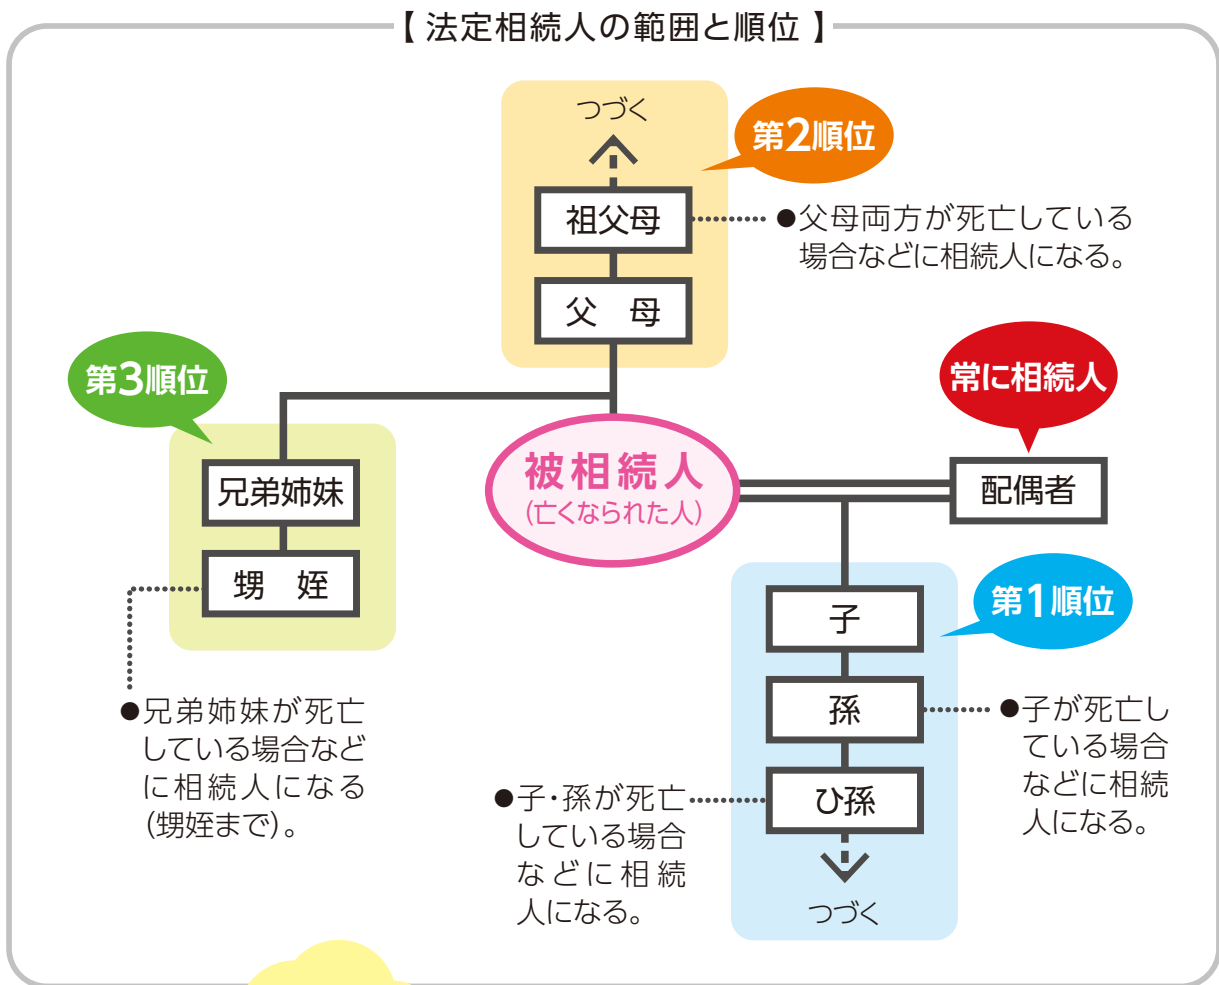 【 法定相続人の範囲と順位 】
つづく
第2順位
祖父母
●父母両方が死亡している
場合などに相続人になる。
父　母
第3順位
常に相続人
兄弟姉妹
被相続人
(亡くなられた人)
配偶者
甥　姪
第1順位
子
●兄弟姉妹が死亡
している場合など
に相続人になる
(甥姪まで)。
孫
●子が死亡し
ている場合
などに相続
人になる。
●子・孫が死亡
している場合
などに相続
人になる。
ひ孫
つづく